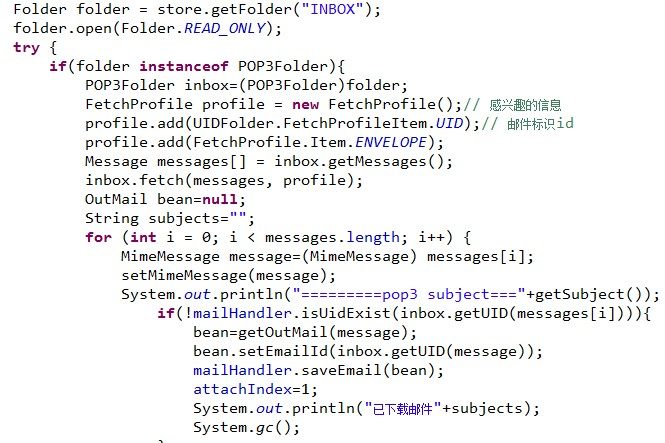 Folder folder = store.getFolder("INBOX");
folder.open(Folder.READ_ONLY);
try {
if(folder instanceof POP3Folder){
POP3Folder inbox=(POP3Folder)folder;
FetchProfile profile = new FetchProfile();// 感兴趣的信息
profile.add(UIDFolder.FetchProfileItem.UID);// 邮件标识id
profile.add(FetchProfile.Item.ENVELOPE);
Message messages[] = inbox.getMessages();
inbox.fetch(messages, profile);
OutMail bean=null;
String subjects="";
for (int i = 0; i < messages.length; i++) {
MimeMessage message=(MimeMessage) messages[i];
setMimeMessage(message);
System.out.println("=========pop3 subject==="+getSubject());
if(!mailHandler.isUidExist(inbox.getUID(messages[i]))){
bean=getOutMail(message);
bean.setEmailId(inbox.getUID(message));
mailHandler.saveEmail(bean);
attachIndex=1;
System.out.println("已下载邮件"+subjects);
System.gc();